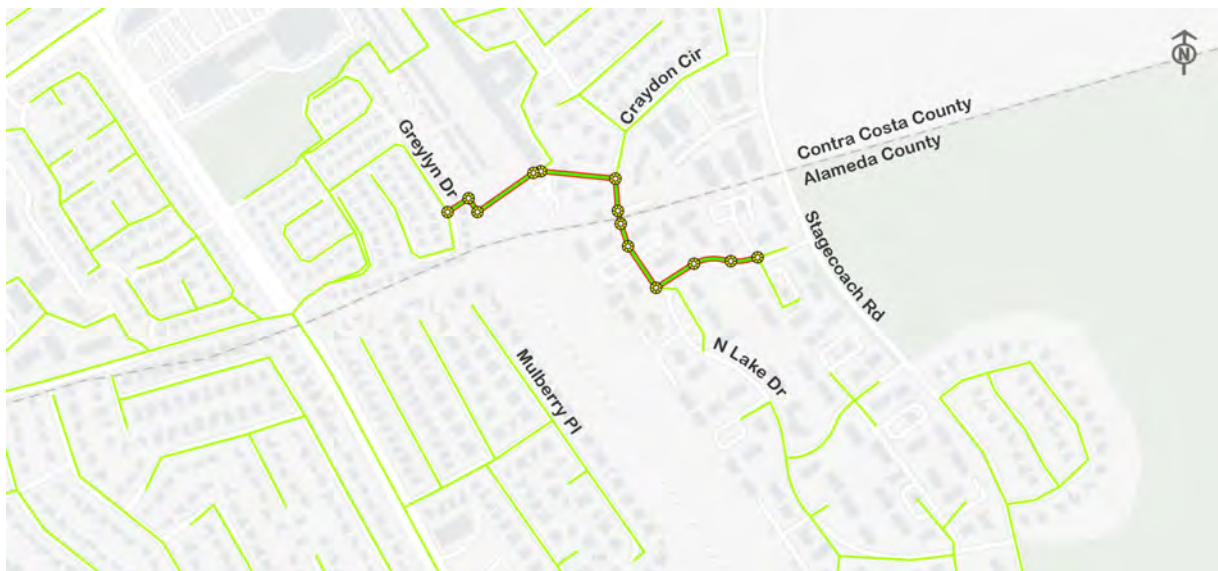 N
Craydon Cir
Contra Costa County
Alameda County
Greylyn Dr
Stagecoach Rd
N Lake Dr
Mulberry Pl